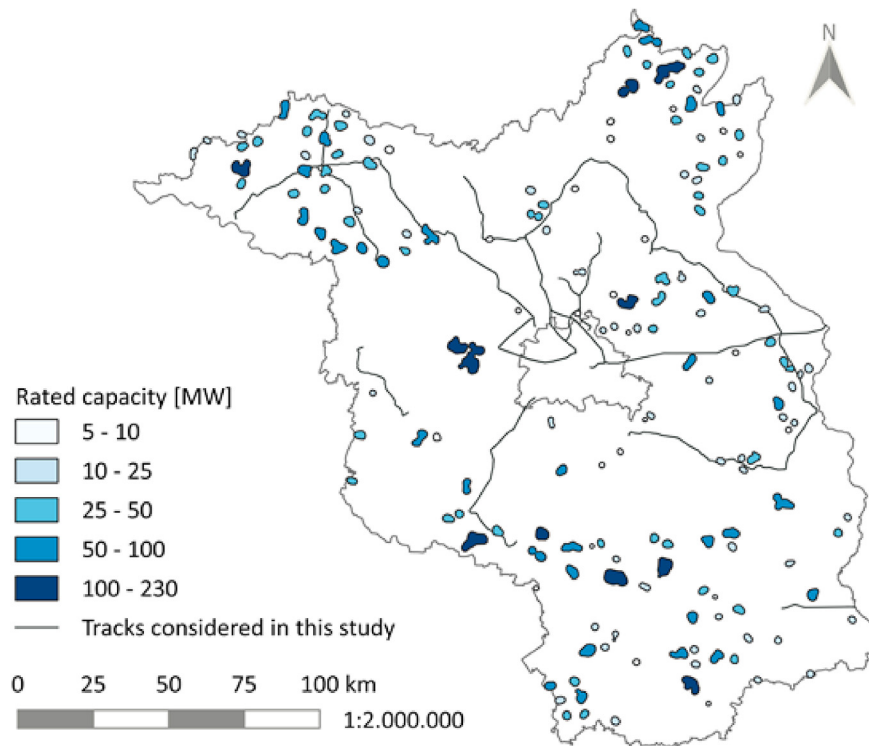 N
Rated capacity [MW]
5 - 10
10 - 25
25 - 50
50 - 100
100 - 230
Tracks considered in this study
0 25 50 75 100 km
1:2.000.000